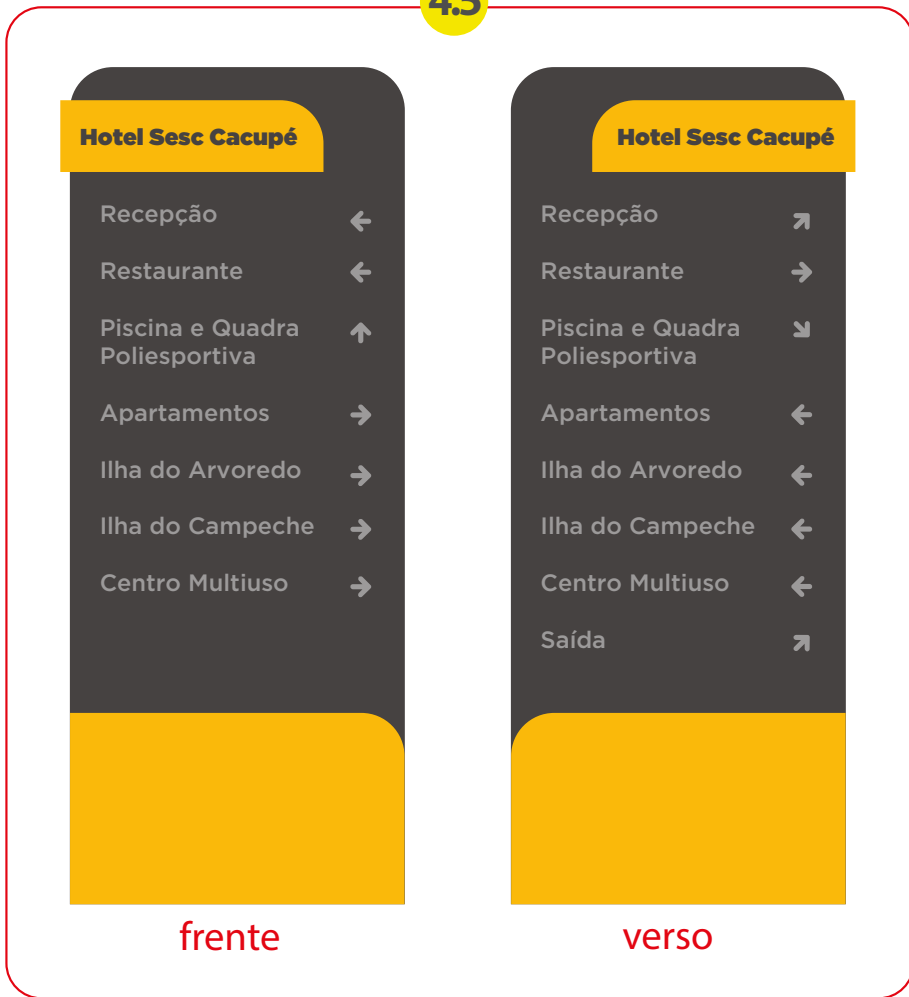 4.5
Hotel Sesc Cacupé
Recepção ←
Restaurante ←
Piscina e Quadra ↑
Poliesportiva
Apartamentos →
Ilha do Arvoredo →
Ilha do Campeche →
Centro Multiuso →
frente
Hotel Sesc Cacupé
Recepção ↗
Restaurante →
Piscina e Quadra ↘
Poliesportiva
Apartamentos ←
Ilha do Arvoredo ←
Ilha do Campeche ←
Centro Multiuso ←
Saída ↗
verso